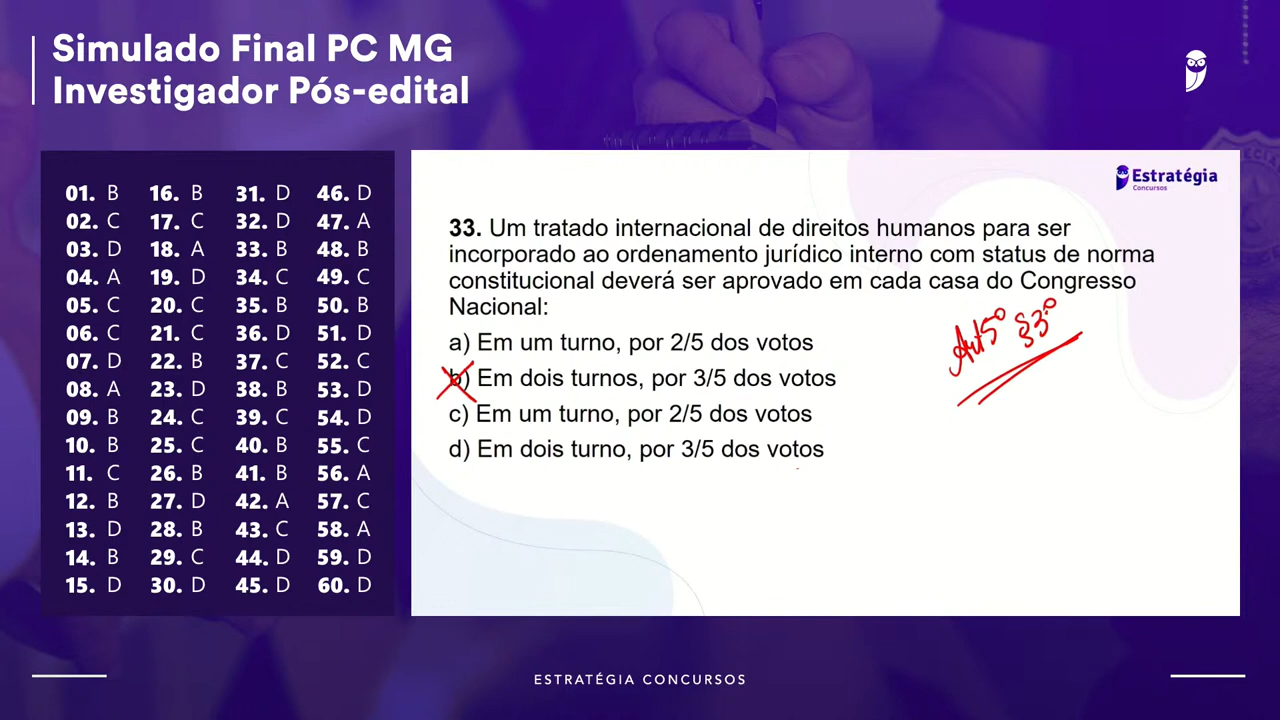 Simulado Final PC MG
Investigador Pós-edital
01. B 16. B 31. D 46. D
02. C 17. C 32. D 47. A
03. D 18. A 33. B 48. B
04. A 19. D 34. C 49. C
05. C 20. C 35. B 50. B
06. C 21. C 36. D 51. D
07. D 22. B 37. C 52. C
08. A 23. D 38. B 53. D
09. B 24. C 39. C 54. D
10. B 25. C 40. B 55. C
11. C 26. B 41. B 56. A
12. B 27. D 42. A 57. C
13. D 28. B 43. C 58. A
14. B 29. C 44. D 59. D
15. D 30. D 45. D 60. D
Estratégia
Concursos
33. Um tratado internacional de direitos humanos para ser
incorporado ao ordenamento jurídico interno com status de norma
constitucional deverá ser aprovado em cada casa do Congresso
Nacional:
Art 5º §3º
a) Em um turno, por 2/5 dos votos
b) Em dois turnos, por 3/5 dos votos
c) Em um turno, por 2/5 dos votos
d) Em dois turno, por 3/5 dos votos
ESTRATÉGIA CONCURSOS